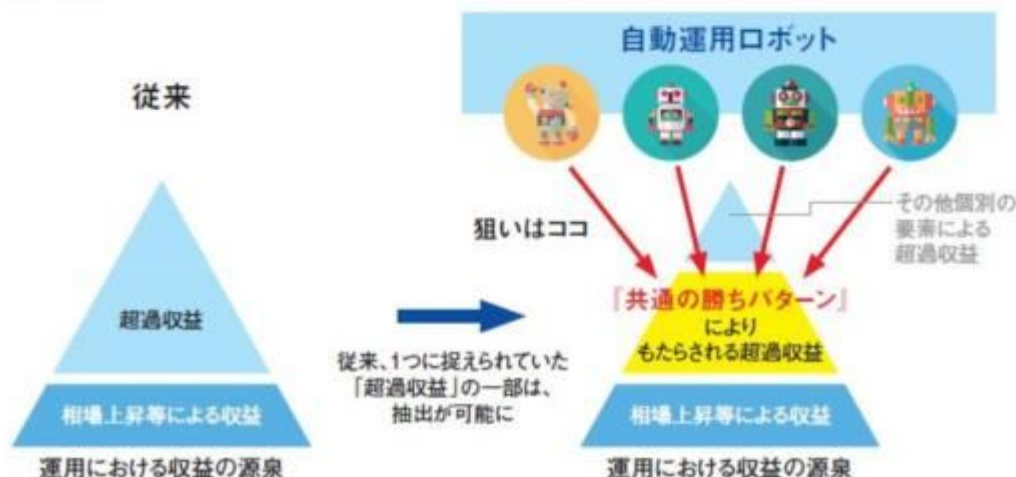 従来
超過収益
相場上昇等による収益
運用における収益の源泉
従来、1つに捉えられていた
「超過収益」の一部は、
抽出が可能に
自動運用ロボット
狙いはココ
その他個別の
要素による
超過収益
『共通の勝ちパターン』
により
もたらされる超過収益
相場上昇等による収益
運用における収益の源泉